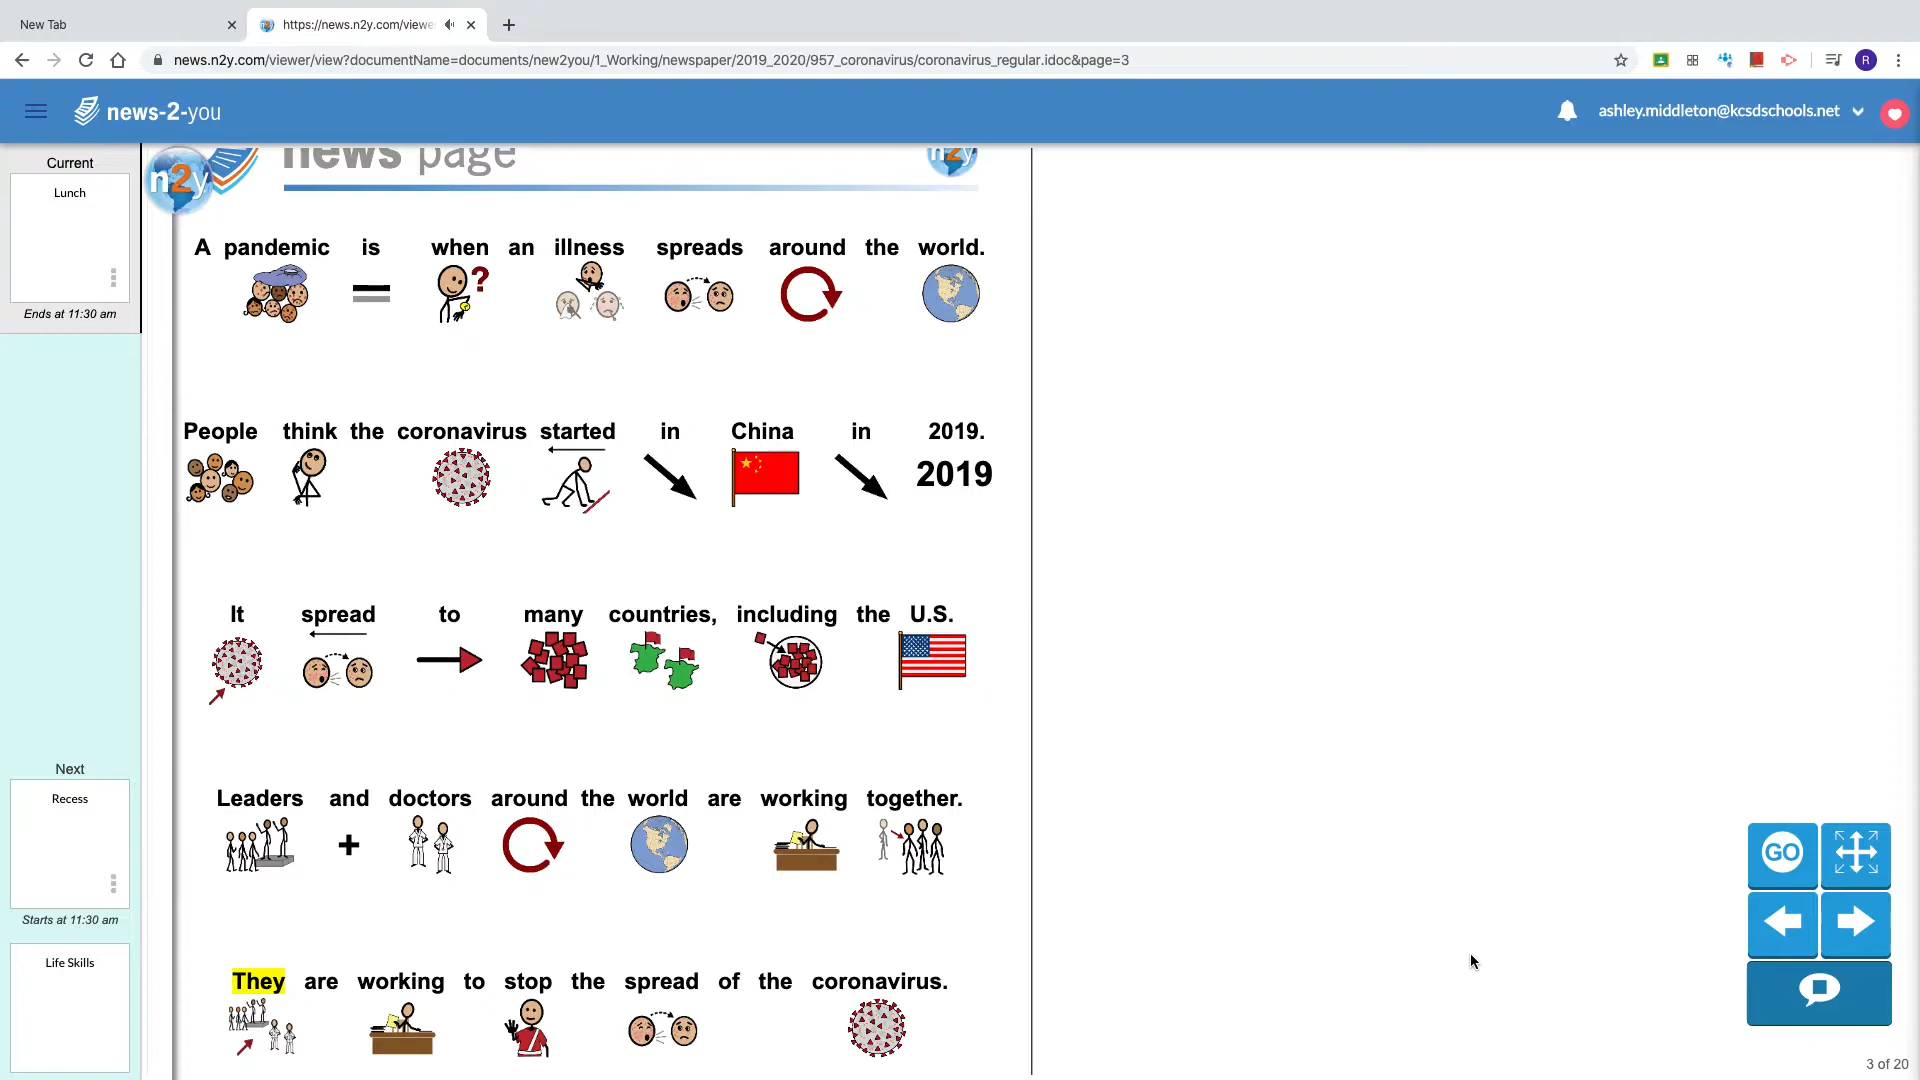 New Tab
https://news.n2y.com/viewe
news.n2y.com/viewer/view?documentName=documents/new2you/1_Working/newspaper/2019_2020/957_coronavirus/coronavirus_regular.idoc&page=3
R
news-2-you
ashley.middleton@kcsdschools.net
Current
Lunch
Ends at 11:30 am
Next
Recess
Starts at 11:30 am
Life Skills
n2y
news page
n2y
A pandemic is when an illness spreads around the world.
?
People think the coronavirus started in China in 2019.
2019
It spread to many countries, including the U.S.
Leaders and doctors around the world are working together.
+
They are working to stop the spread of the coronavirus.
GO
3 of 20